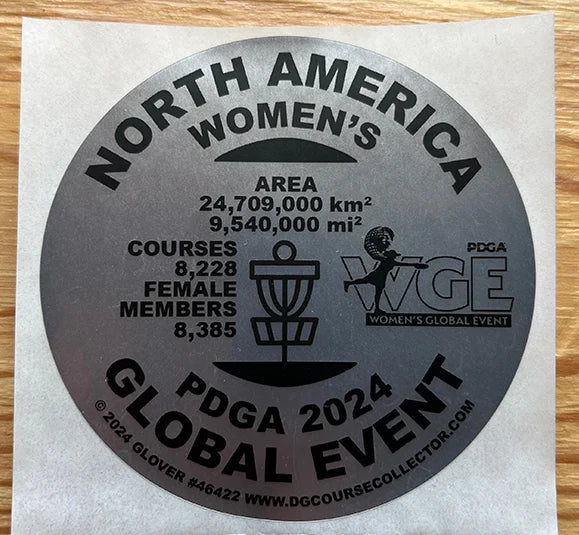 NORTH AMERICA
WOMEN'S
AREA
24,709,000 km²
9,540,000 mi²
COURSES
8,228
FEMALE
MEMBERS
8,385
PDGA
WGE
WOMEN'S GLOBAL EVENT
PDGA 2024
GLOBAL EVENT
© 2024 GLOVER #46422 WWW.DGCOURSECOLLECTOR.COM